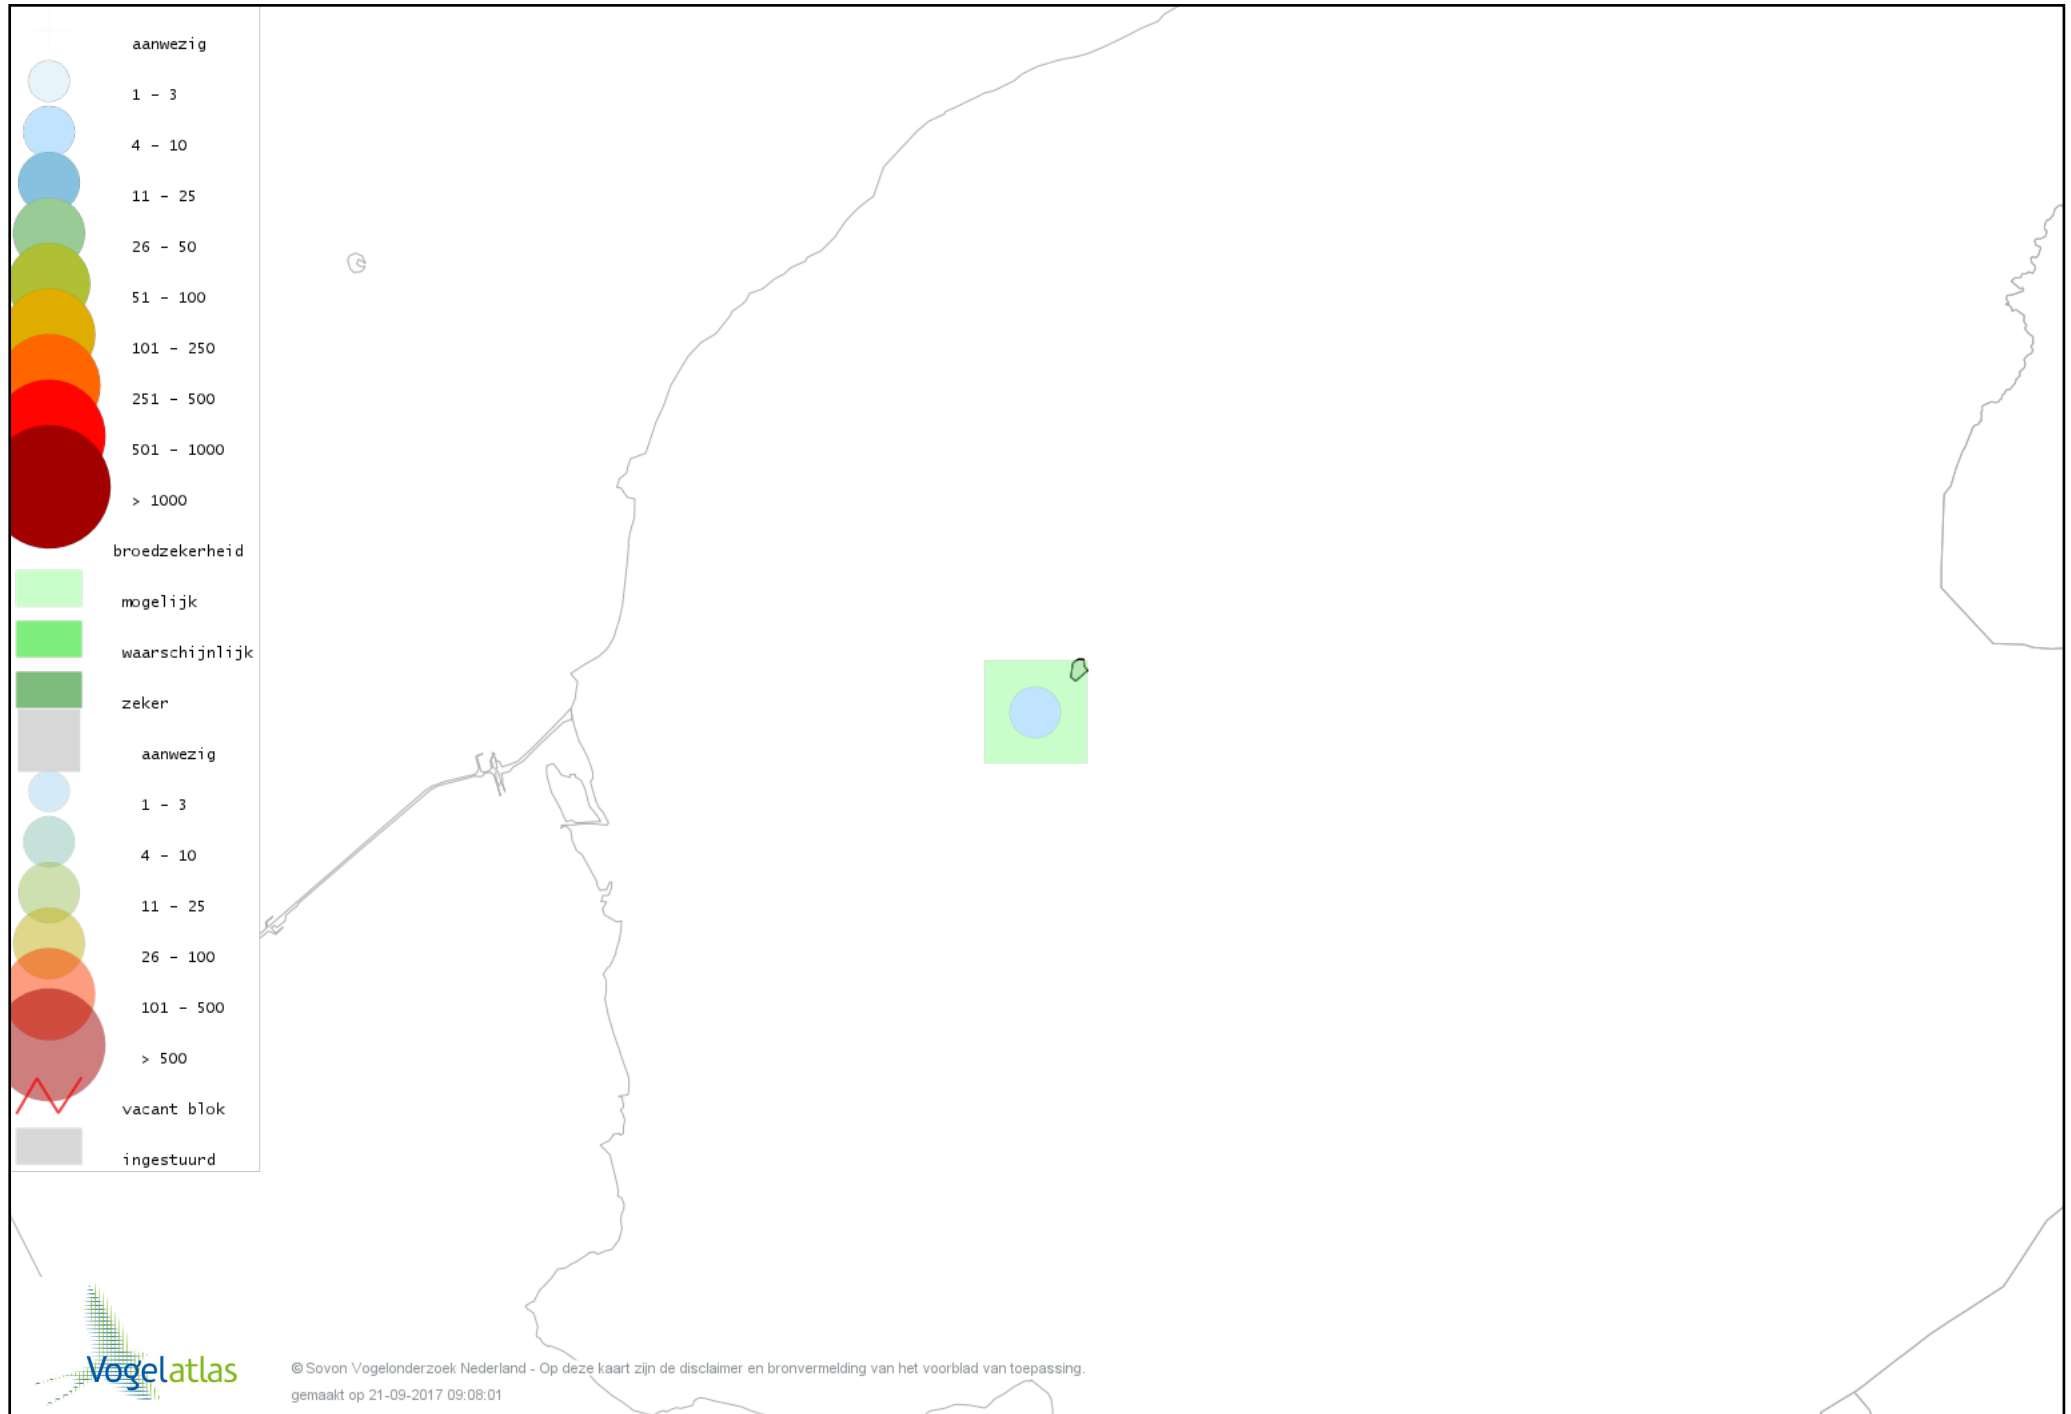 aanwezig
1 - 3
4 - 10
11 - 25
26 - 50
51 - 100
101 - 250
251 - 500
501 - 1000
> 1000
broedzekerheid
mogelijk
waarschijnlijk
zeker
aanwezig
1 - 3
4 - 10
11 - 25
26 - 100
101 - 500
> 500
vacant blok
ingestuurd
Vogelatlas
© Sovon Vogelonderzoek Nederland - Op deze kaart zijn de disclaimer en bronvermelding van het voorblad van toepassing.
gemaakt op 21-09-2017 09:08:01